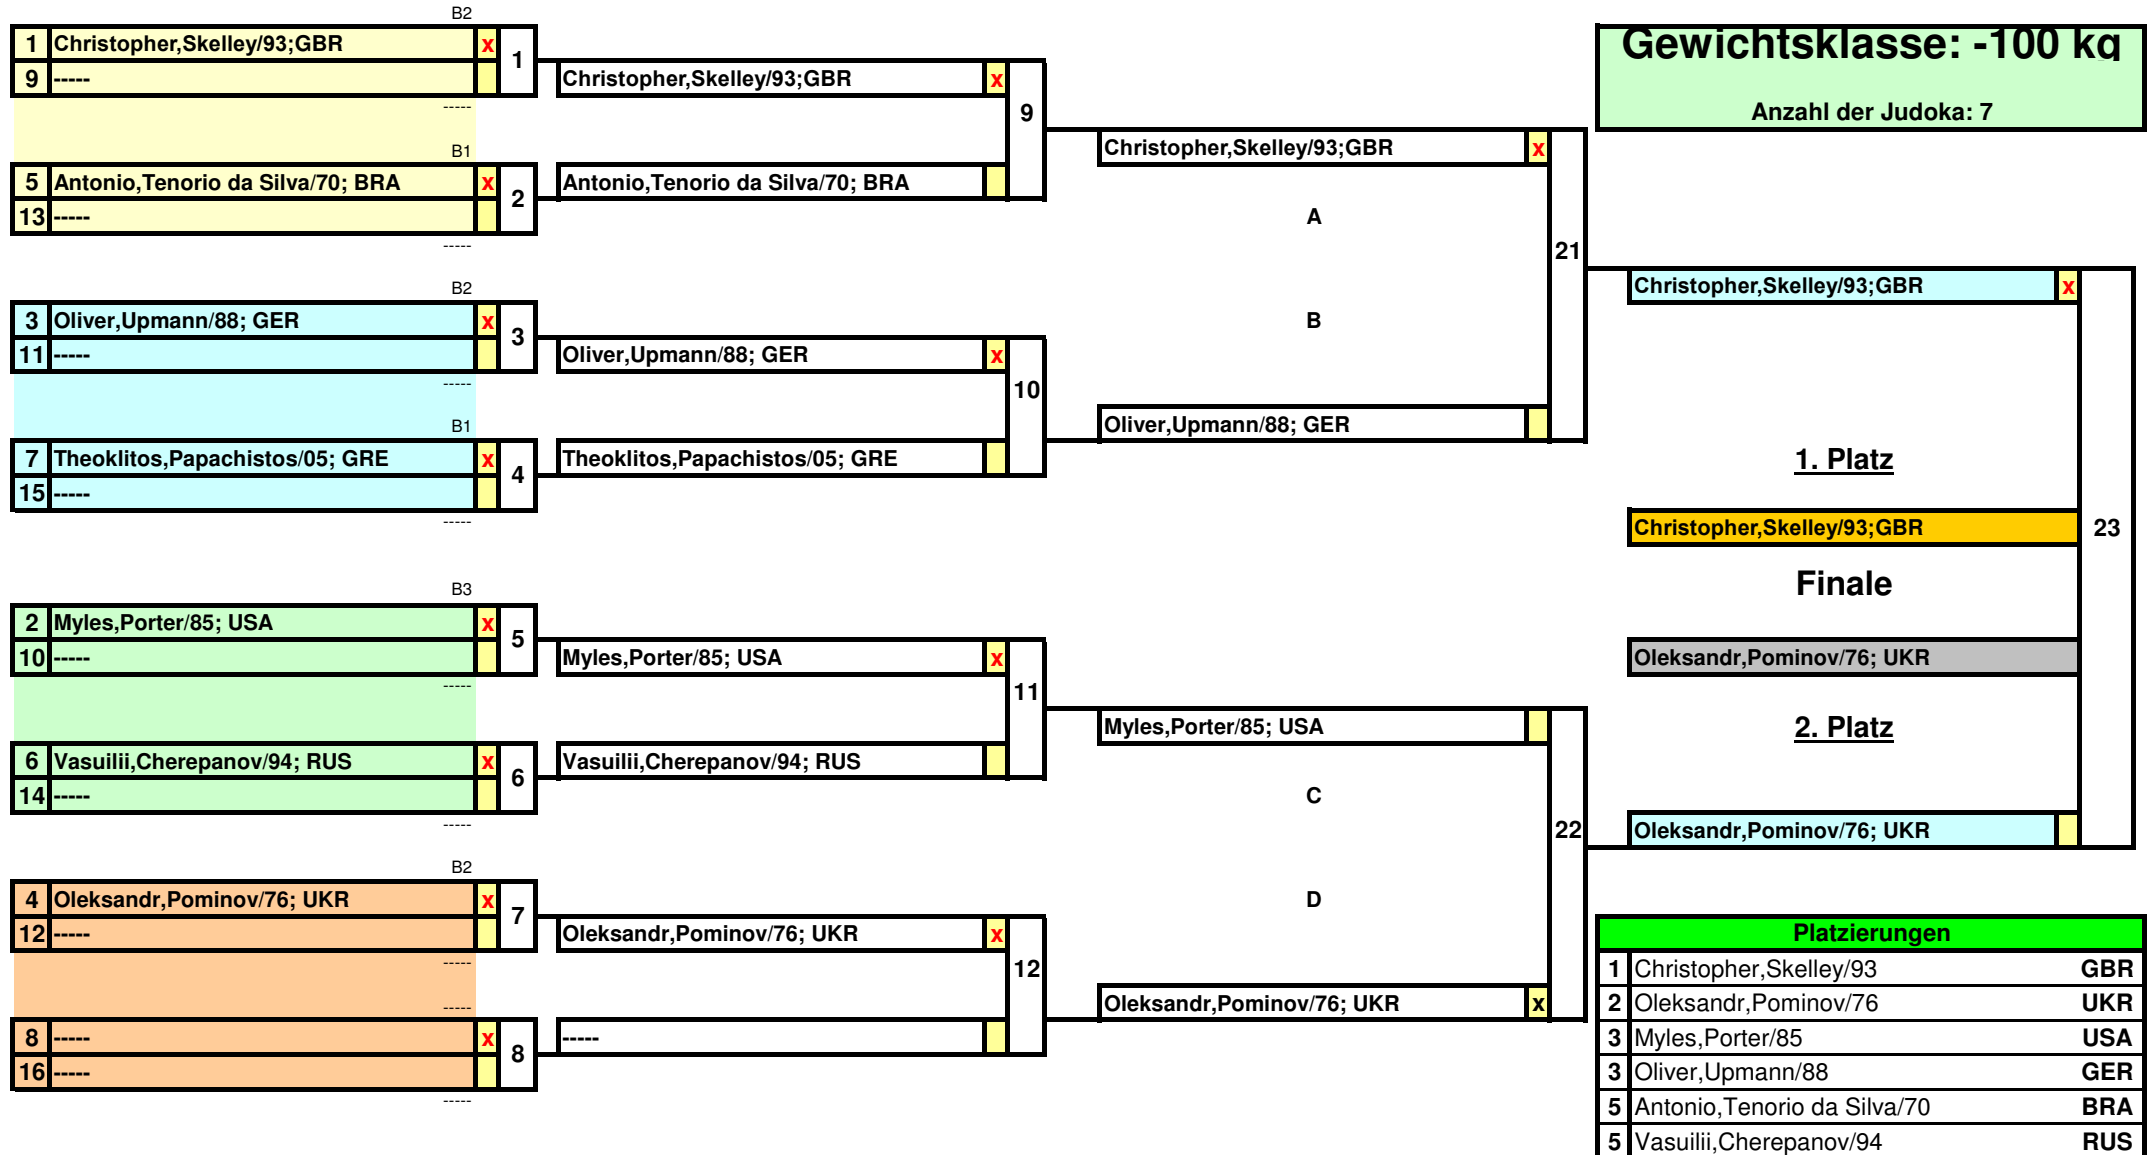 B2
1 Christopher,Skelley/93;GBR x
9 -----
1
-----
B1
5 Antonio,Tenorio da Silva/70; BRA x
13 -----
2
-----
B2
3 Oliver,Upmann/88; GER x
11 -----
3
-----
B1
7 Theoklitos,Papachistos/05; GRE x
15 -----
4
-----
B3
2 Myles,Porter/85; USA x
10 -----
5
-----
6 Vasuilii,Cherepanov/94; RUS x
14 -----
6
-----
B2
4 Oleksandr,Pominov/76; UKR x
12 -----
7
-----
-----
8 ----- x
16 -----
8
-----
Christopher,Skelley/93;GBR x
9
Antonio,Tenorio da Silva/70; BRA
Oliver,Upmann/88; GER x
10
Theoklitos,Papachistos/05; GRE
Myles,Porter/85; USA x
11
Vasuilii,Cherepanov/94; RUS
Oleksandr,Pominov/76; UKR x
12
-----
Christopher,Skelley/93;GBR x
A
21
B
Oliver,Upmann/88; GER
Myles,Porter/85; USA
C
22
D
Oleksandr,Pominov/76; UKR x
Gewichtsklasse: -100 kg
Anzahl der Judoka: 7
Christopher,Skelley/93;GBR x
1. Platz
Christopher,Skelley/93;GBR
23
Finale
Oleksandr,Pominov/76; UKR
2. Platz
Oleksandr,Pominov/76; UKR
Platzierungen
1 Christopher,Skelley/93 GBR
2 Oleksandr,Pominov/76 UKR
3 Myles,Porter/85 USA
3 Oliver,Upmann/88 GER
5 Antonio,Tenorio da Silva/70 BRA
5 Vasuilii,Cherepanov/94 RUS